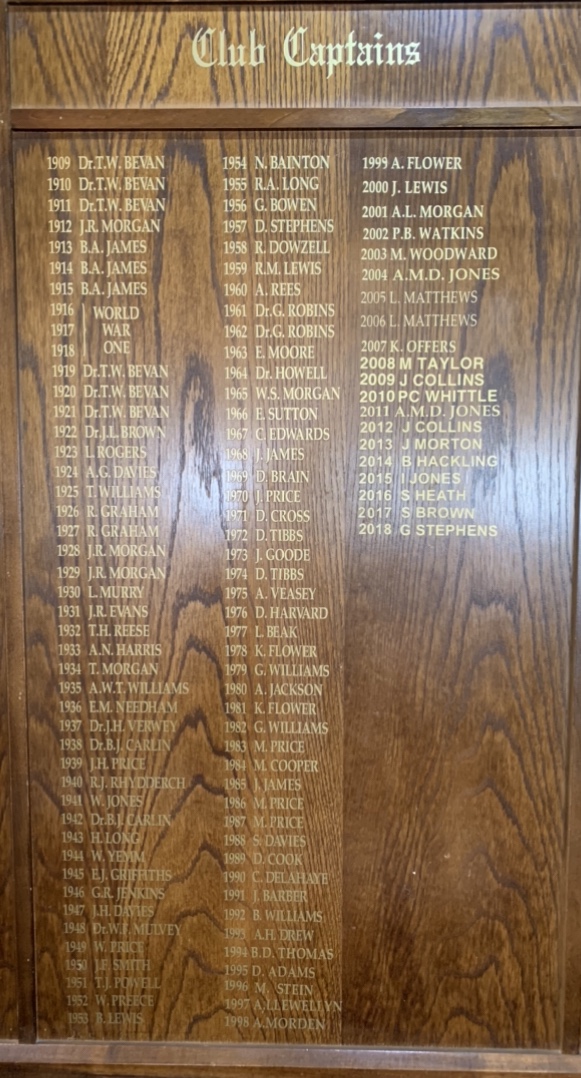 Club Captains
1909 Dr.T.W. BEVAN
1910 Dr.T.W. BEVAN
1911 Dr.T.W. BEVAN
1912 J.R. MORGAN
1913 B.A. JAMES
1914 B.A. JAMES
1915 B.A. JAMES
1916 WORLD
1917 WAR
1918 ONE
1919 Dr.T.W. BEVAN
1920 Dr.T.W. BEVAN
1921 Dr.T.W. BEVAN
1922 Dr.J.L. BROWN
1923 L. ROGERS
1924 A.G. DAVIES
1925 T. WILLIAMS
1926 R. GRAHAM
1927 R. GRAHAM
1928 J.R. MORGAN
1929 J.R. MORGAN
1930 L. MURRY
1931 J.R. EVANS
1932 T.H. REESE
1933 A.N. HARRIS
1934 T. MORGAN
1935 A.W.T. WILLIAMS
1936 E.M. NEEDHAM
1937 Dr.J.H. VERWEY
1938 Dr.B.J. CARLIN
1939 J.H. PRICE
1940 R.J. RHYDDERCH
1941 W. JONES
1942 Dr.B.J. CARLIN
1943 H. LONG
1944 W. YEMM
1945 E.J. GRIFFITHS
1946 G.R. JENKINS
1947 J.H. DAVIES
1948 Dr.W.F. MULVEY
1949 W. PRICE
1950 J.F. SMITH
1951 T.J. POWELL
1952 W. PREECE
1953 B. LEWIS
1954 N. BAINTON
1955 R.A. LONG
1956 G. BOWEN
1957 D. STEPHENS
1958 R. DOWZELL
1959 R.M. LEWIS
1960 A. REES
1961 Dr.G. ROBINS
1962 Dr.G. ROBINS
1963 E. MOORE
1964 Dr. HOWELL
1965 W.S. MORGAN
1966 E. SUTTON
1967 C. EDWARDS
1968 J. JAMES
1969 D. BRAIN
1970 J. PRICE
1971 D. CROSS
1972 D. TIBBS
1973 J. GOODE
1974 D. TIBBS
1975 A. VEASEY
1976 D. HARVARD
1977 L. BEAK
1978 K. FLOWER
1979 G. WILLIAMS
1980 A. JACKSON
1981 K. FLOWER
1982 G. WILLIAMS
1983 M. PRICE
1984 M. COOPER
1985 J. JAMES
1986 M. PRICE
1987 M. PRICE
1988 S. DAVIES
1989 D. COOK
1990 C. DELAHAYE
1991 J. BARBER
1992 B. WILLIAMS
1993 A.H. DREW
1994 B.D. THOMAS
1995 D. ADAMS
1996 M. STEIN
1997 A.LLEWELLYN
1998 A.MORDEN
1999 A. FLOWER
2000 J. LEWIS
2001 A.L. MORGAN
2002 P.B. WATKINS
2003 M. WOODWARD
2004 A.M.D. JONES
2005 L. MATTHEWS
2006 L. MATTHEWS
2007 K. OFFERS
2008 M TAYLOR
2009 J COLLINS
2010 PC WHITTLE
2011 A.M.D. JONES
2012 J COLLINS
2013 J MORTON
2014 B HACKLING
2015 I JONES
2016 S HEATH
2017 S BROWN
2018 G STEPHENS